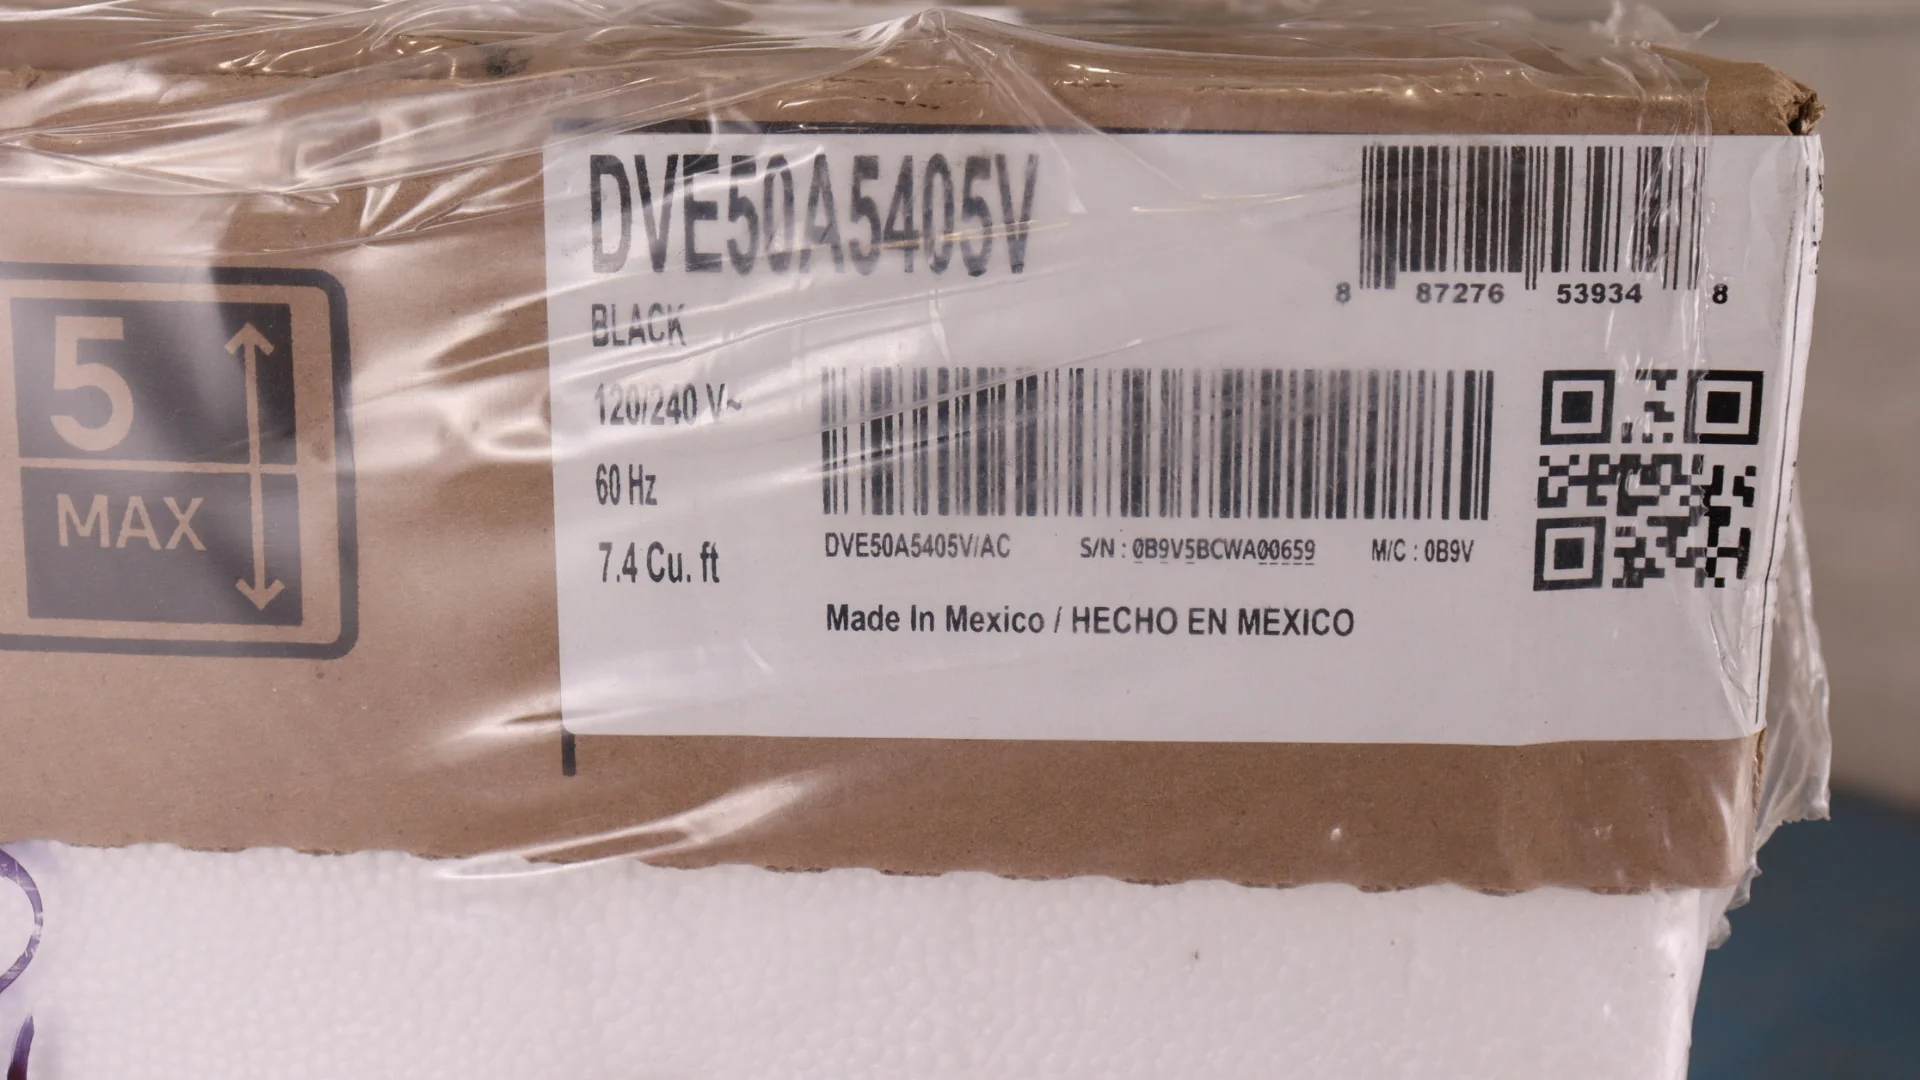 5
MAX
DVE50A5405V
BLACK
120/240 V~
60 Hz
7.4 Cu. ft
8 87276 53934 8
DVE50A5405V/AC S/N : 0B9V5BCWA00659 M/C : 0B9V
Made In Mexico / HECHO EN MEXICO